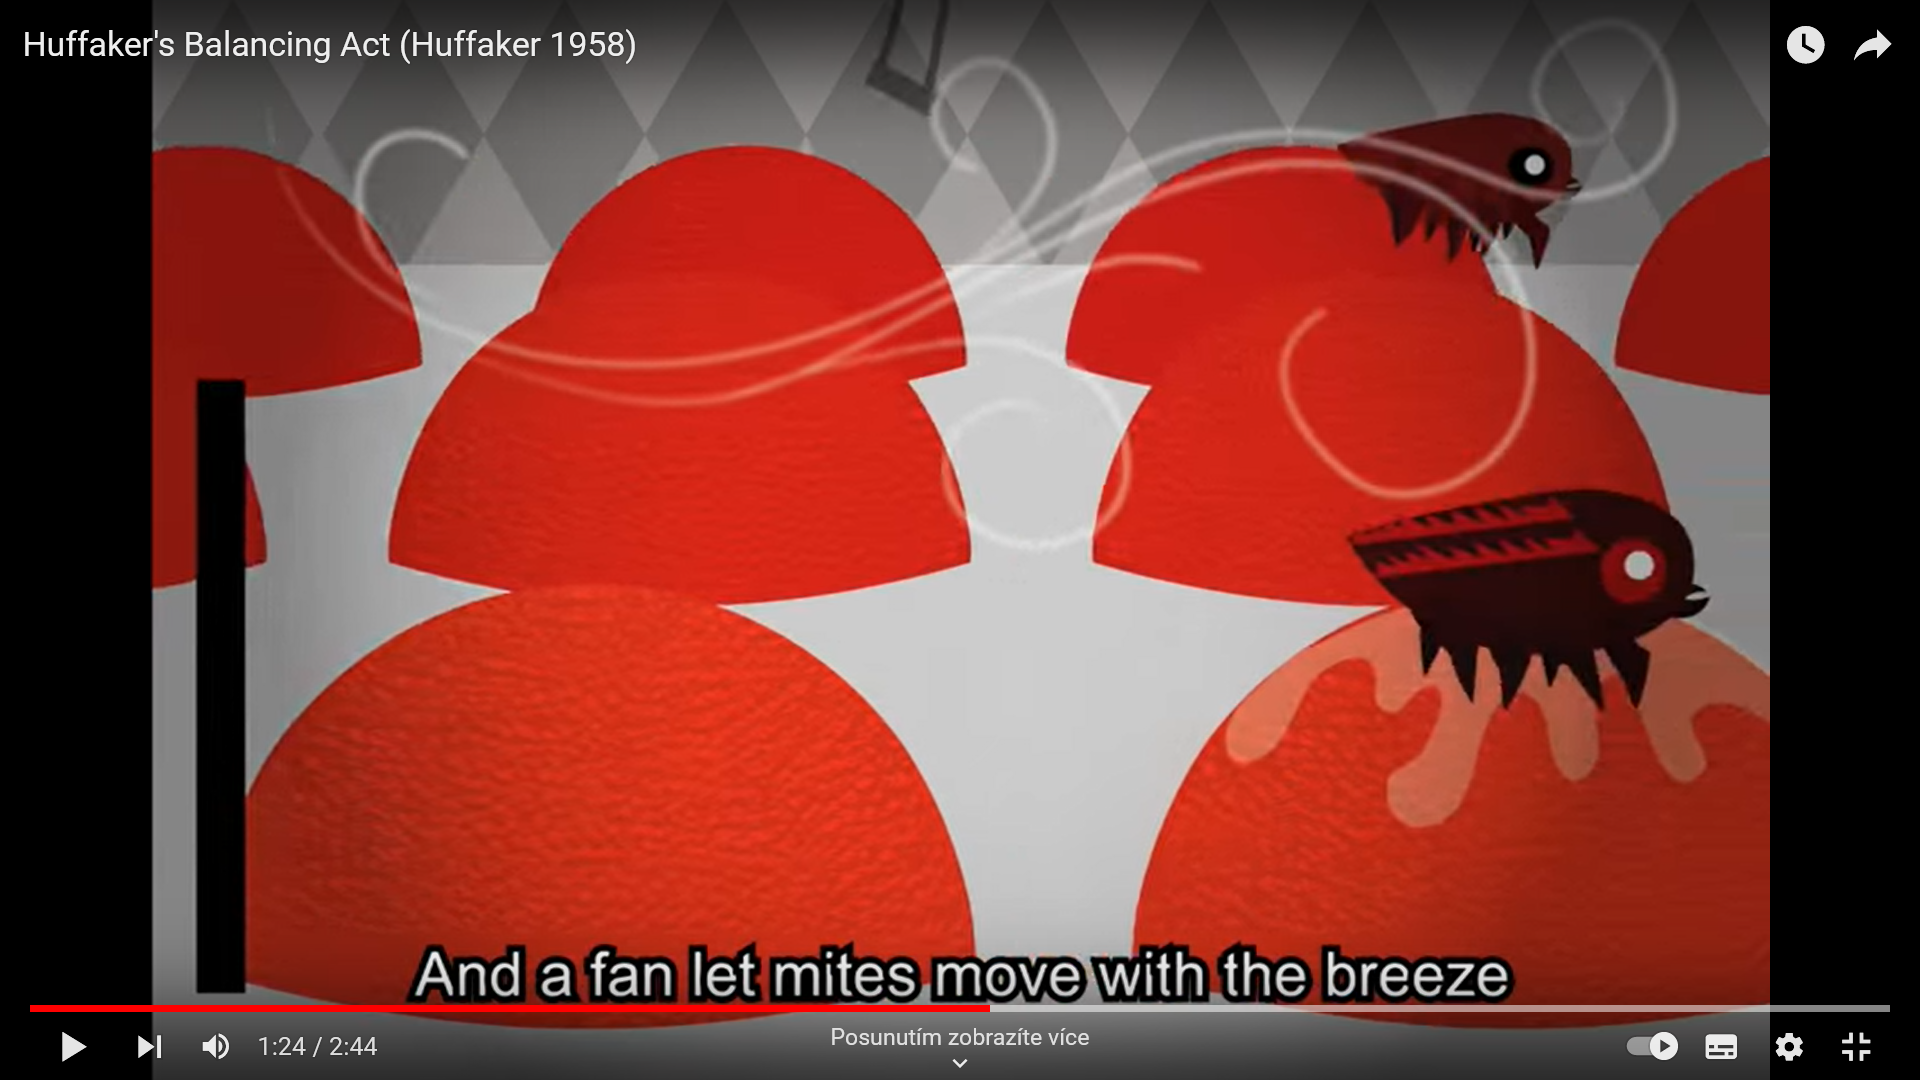 Huffaker's Balancing Act (Huffaker 1958)
And a fan let mites move with the breeze
1:24 / 2:44
Posunutím zobrazíte více